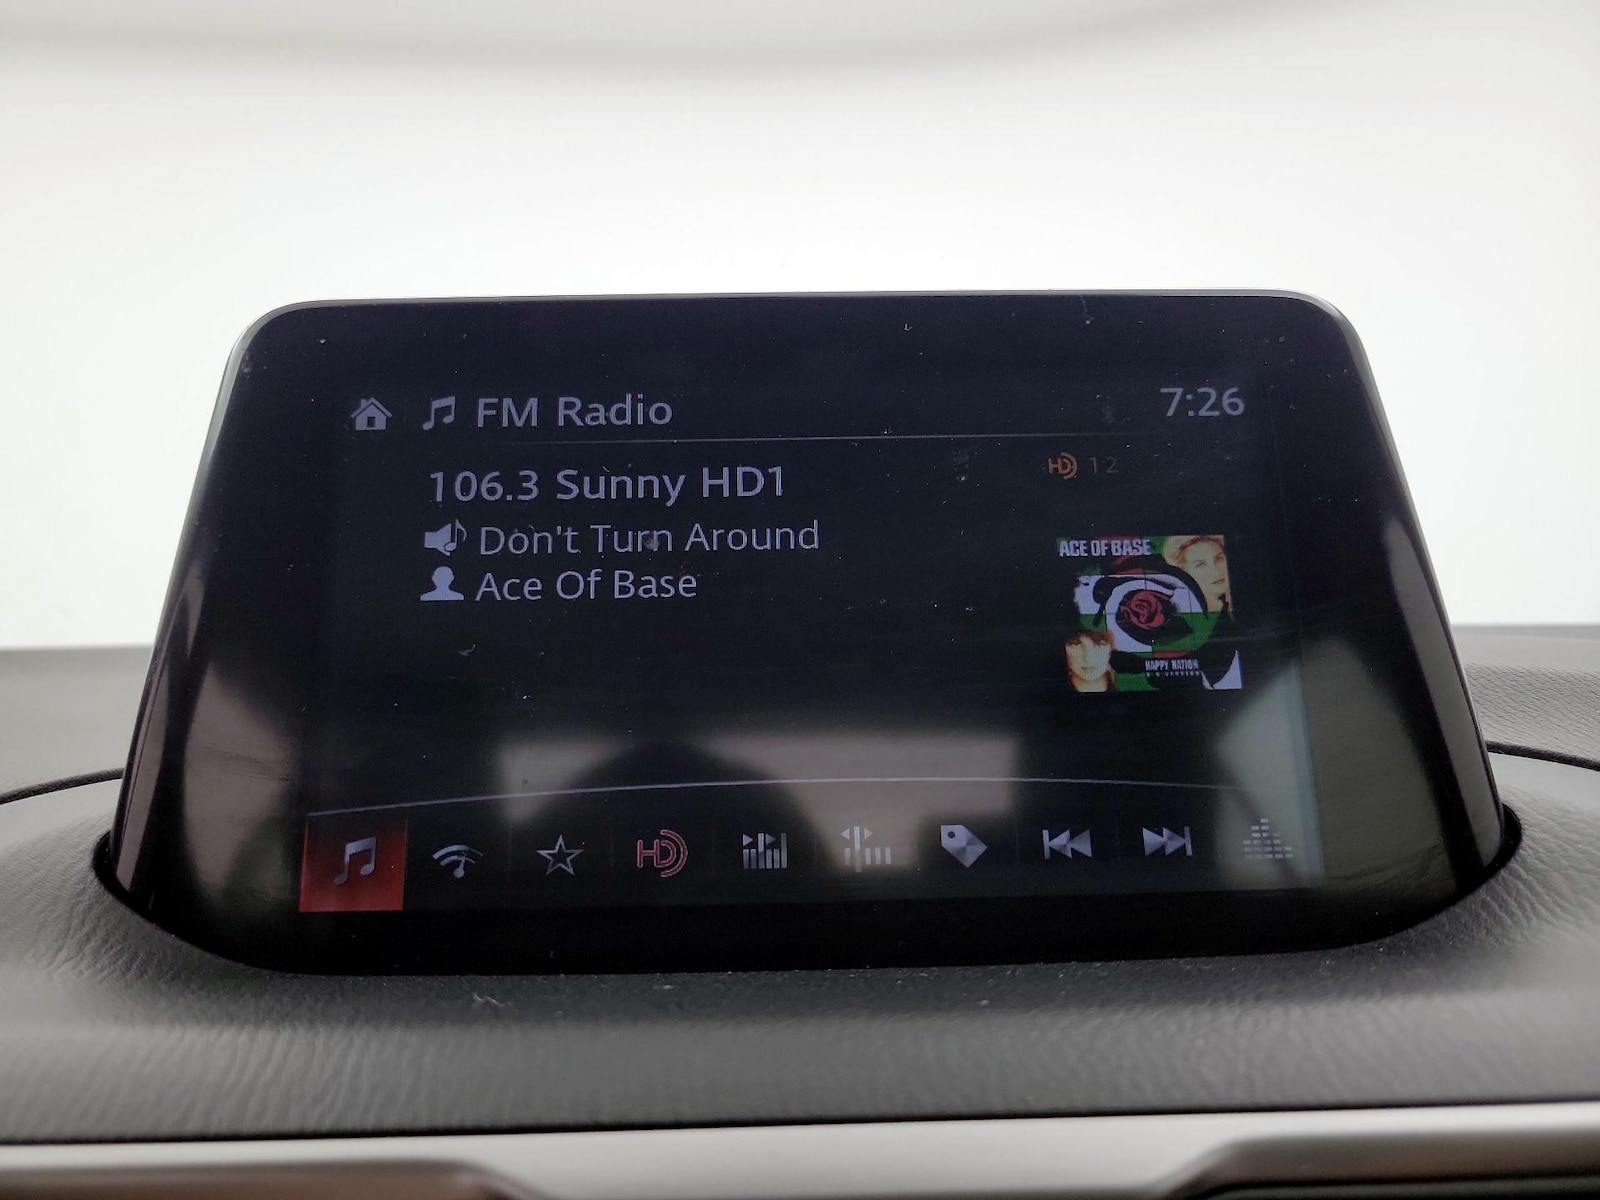 FM Radio
7:26
106.3 Sunny HD1
HD 1 2
Don't Turn Around
Ace Of Base
ACE OF BASE
HAPPY NATION
HD